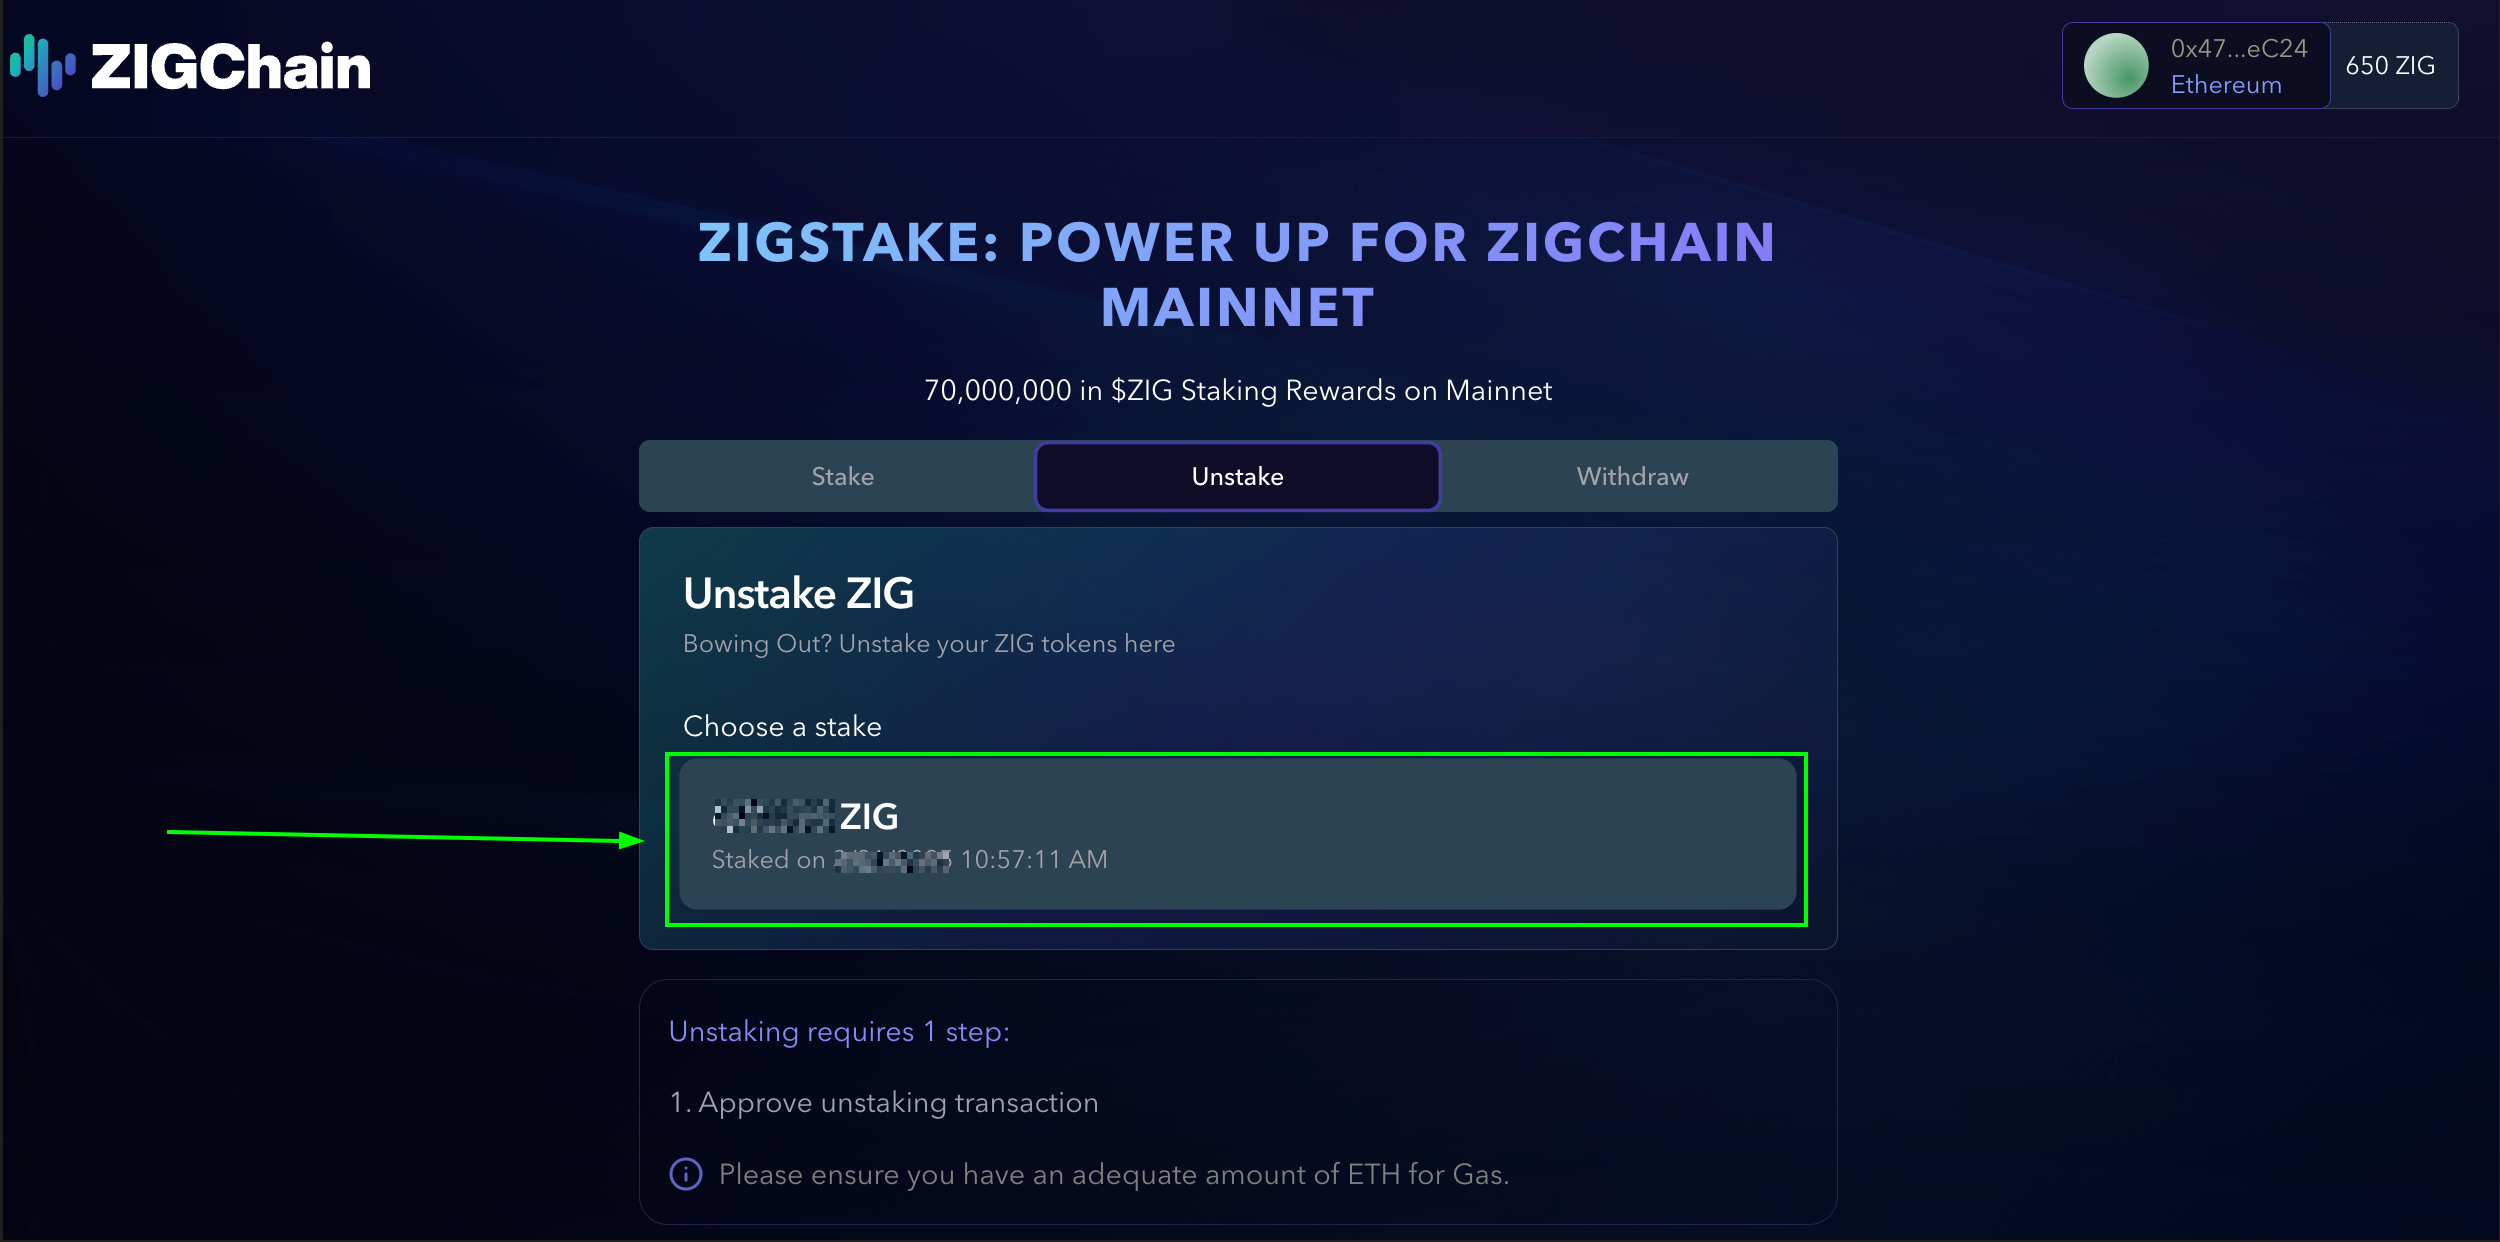 ZIGChain
0x47...eC24
Ethereum
650 ZIG
ZIGSTAKE: POWER UP FOR ZIGCHAIN
MAINNET
70,000,000 in $ZIG Staking Rewards on Mainnet
Stake
Unstake
Withdraw
Unstake ZIG
Bowing Out? Unstake your ZIG tokens here
Choose a stake
ZIG
Staked on 10:57:11 AM
Unstaking requires 1 step:
1. Approve unstaking transaction
Please ensure you have an adequate amount of ETH for Gas.